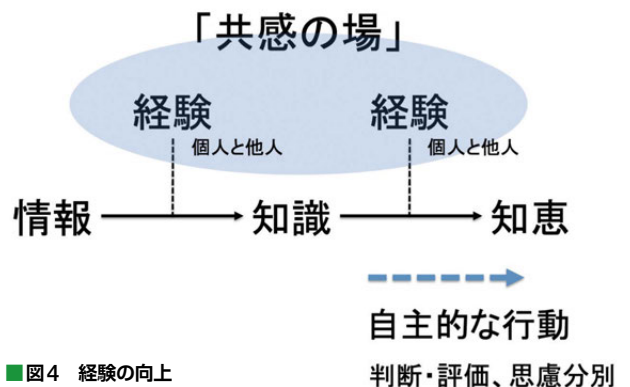 「共感の場」
経験 経験
個人と他人 個人と他人
情報 知識 知恵
自主的な行動
■図4 経験の向上
判断・評価、思慮分別